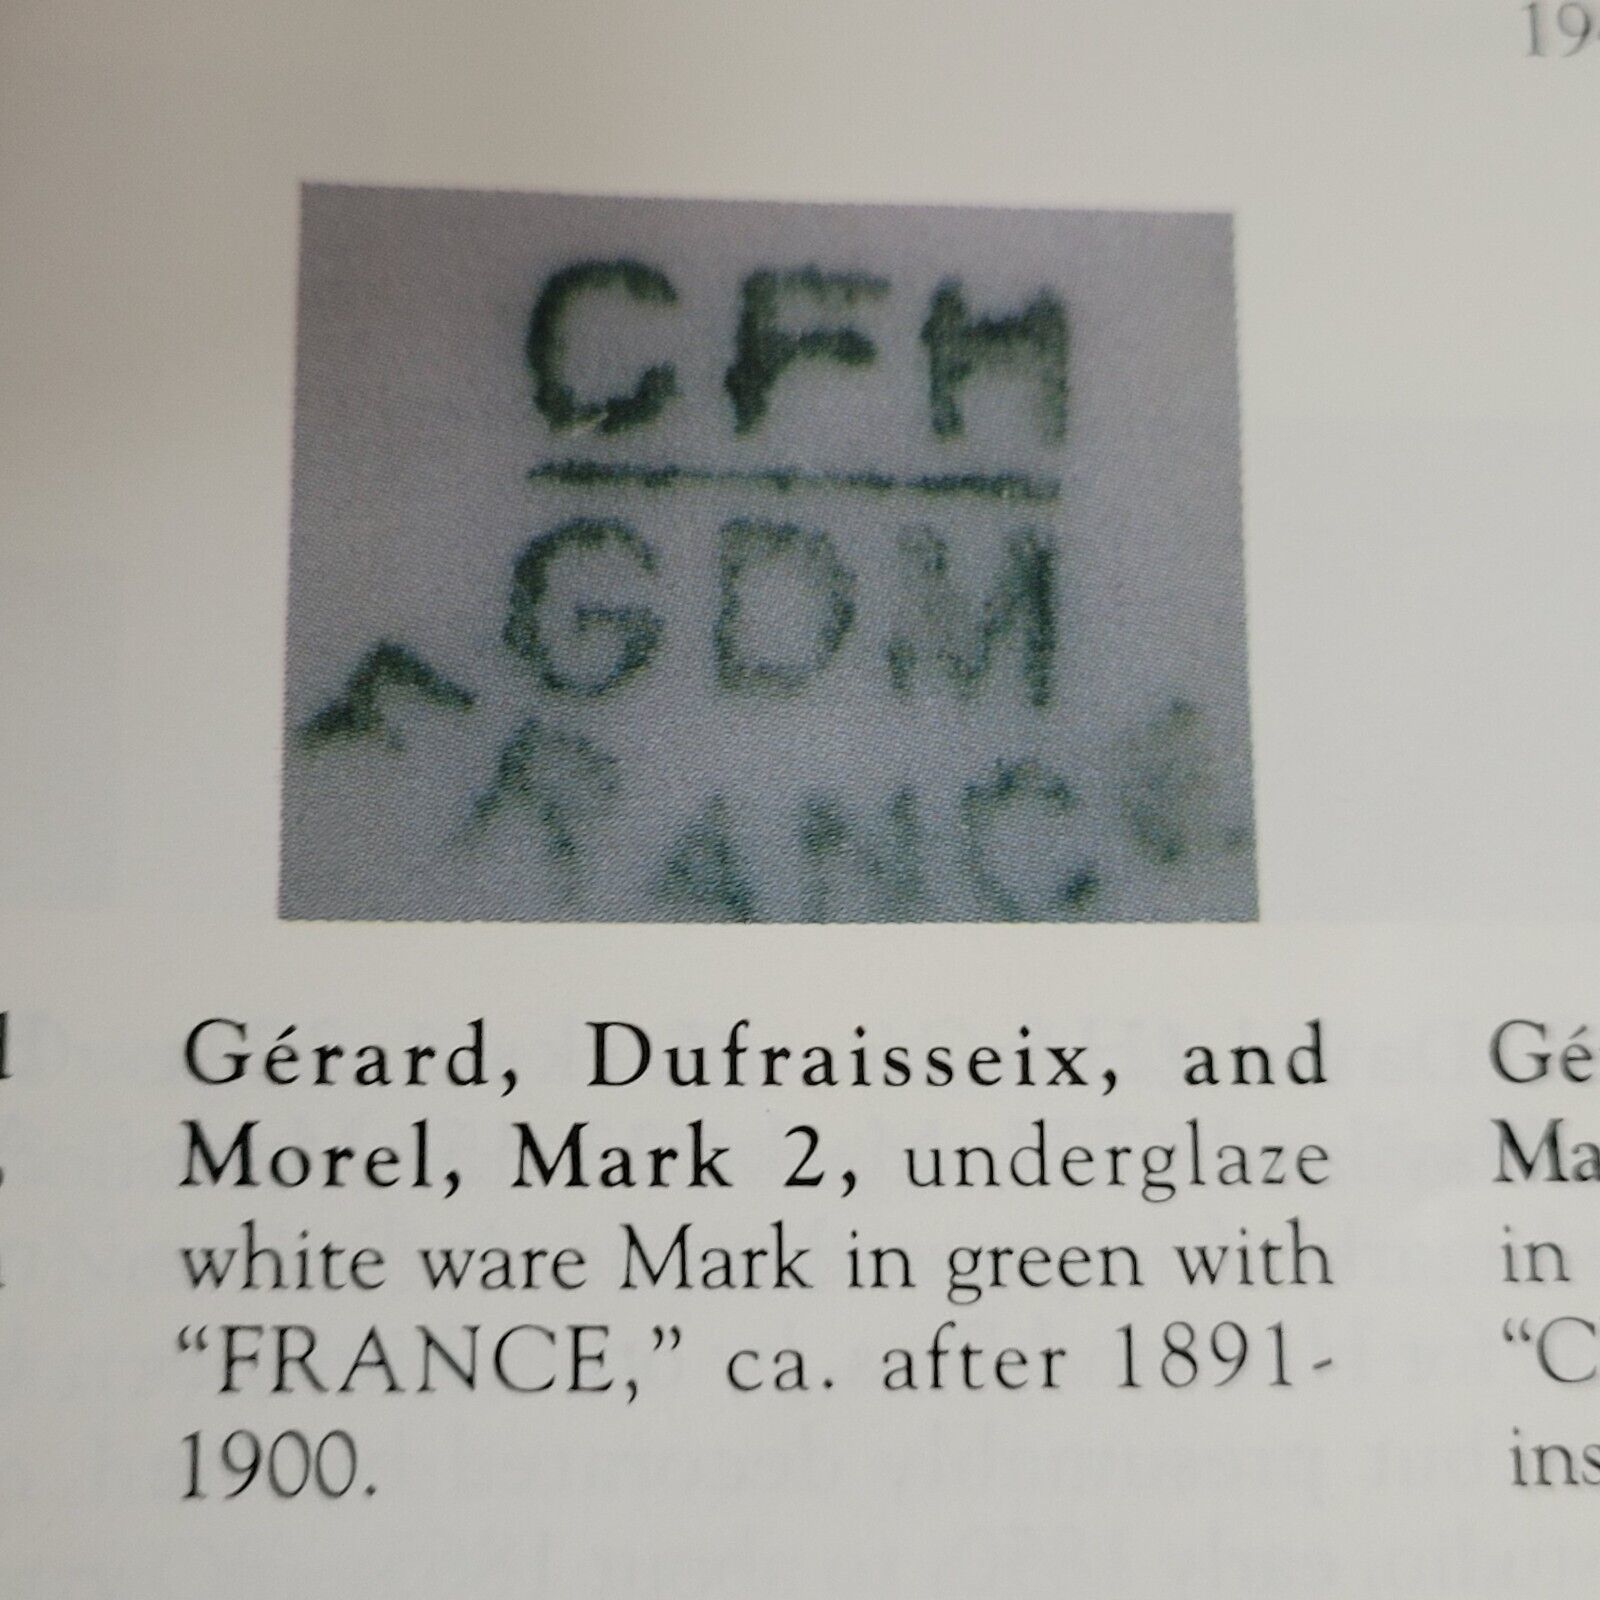 19
CFH
GDM
FRANCE
Gérard, Dufraisseix, and
Morel, Mark 2, underglaze
white ware Mark in green with
“FRANCE,” ca. after 1891-
1900.
Gé
Ma
in
“C
ins